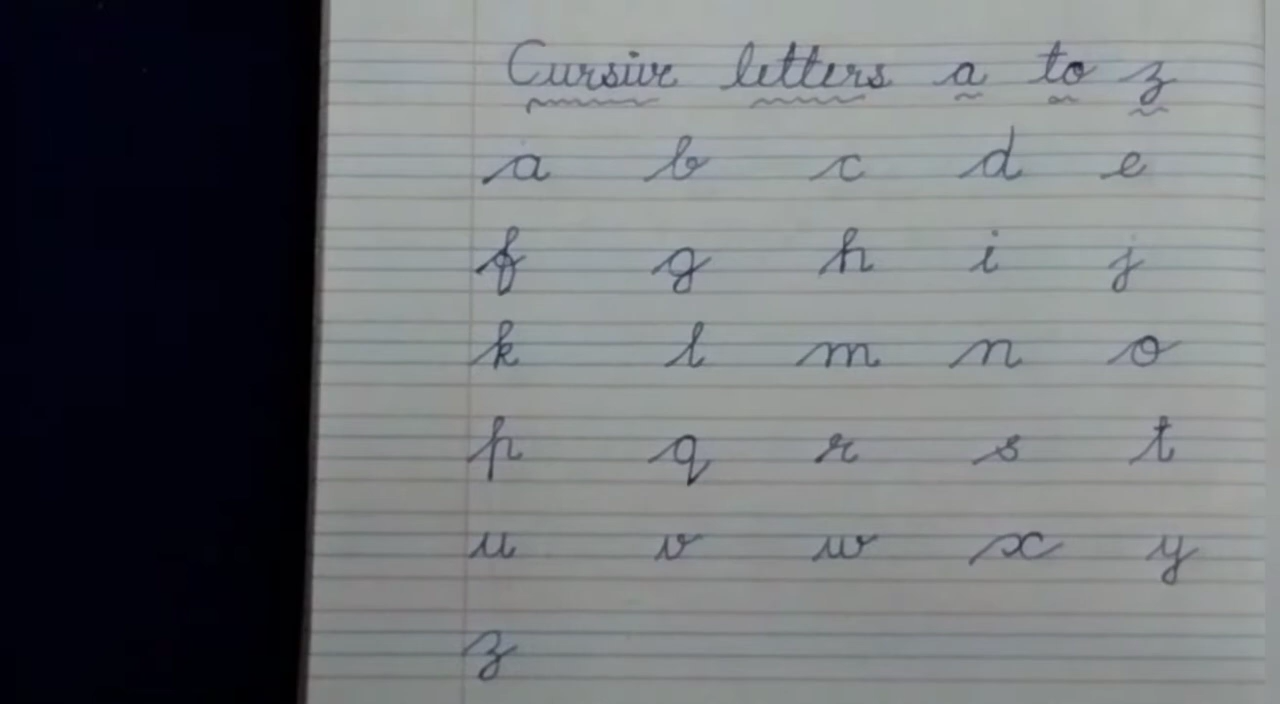 Cursive letters a to z
a b c d e
f g h i j
k l m n o
p q r s t
u v w x y
z